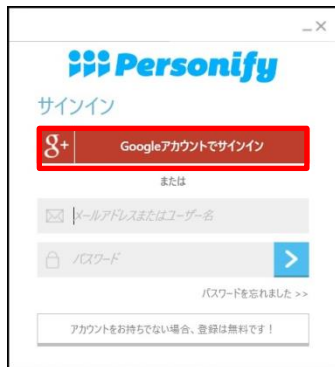 Personify
サインイン
g+ Googleアカウントでサインイン
または
メールアドレスまたはユーザー名
パスワード
パスワードを忘れました >>
アカウントをお持ちでない場合、登録は無料です！